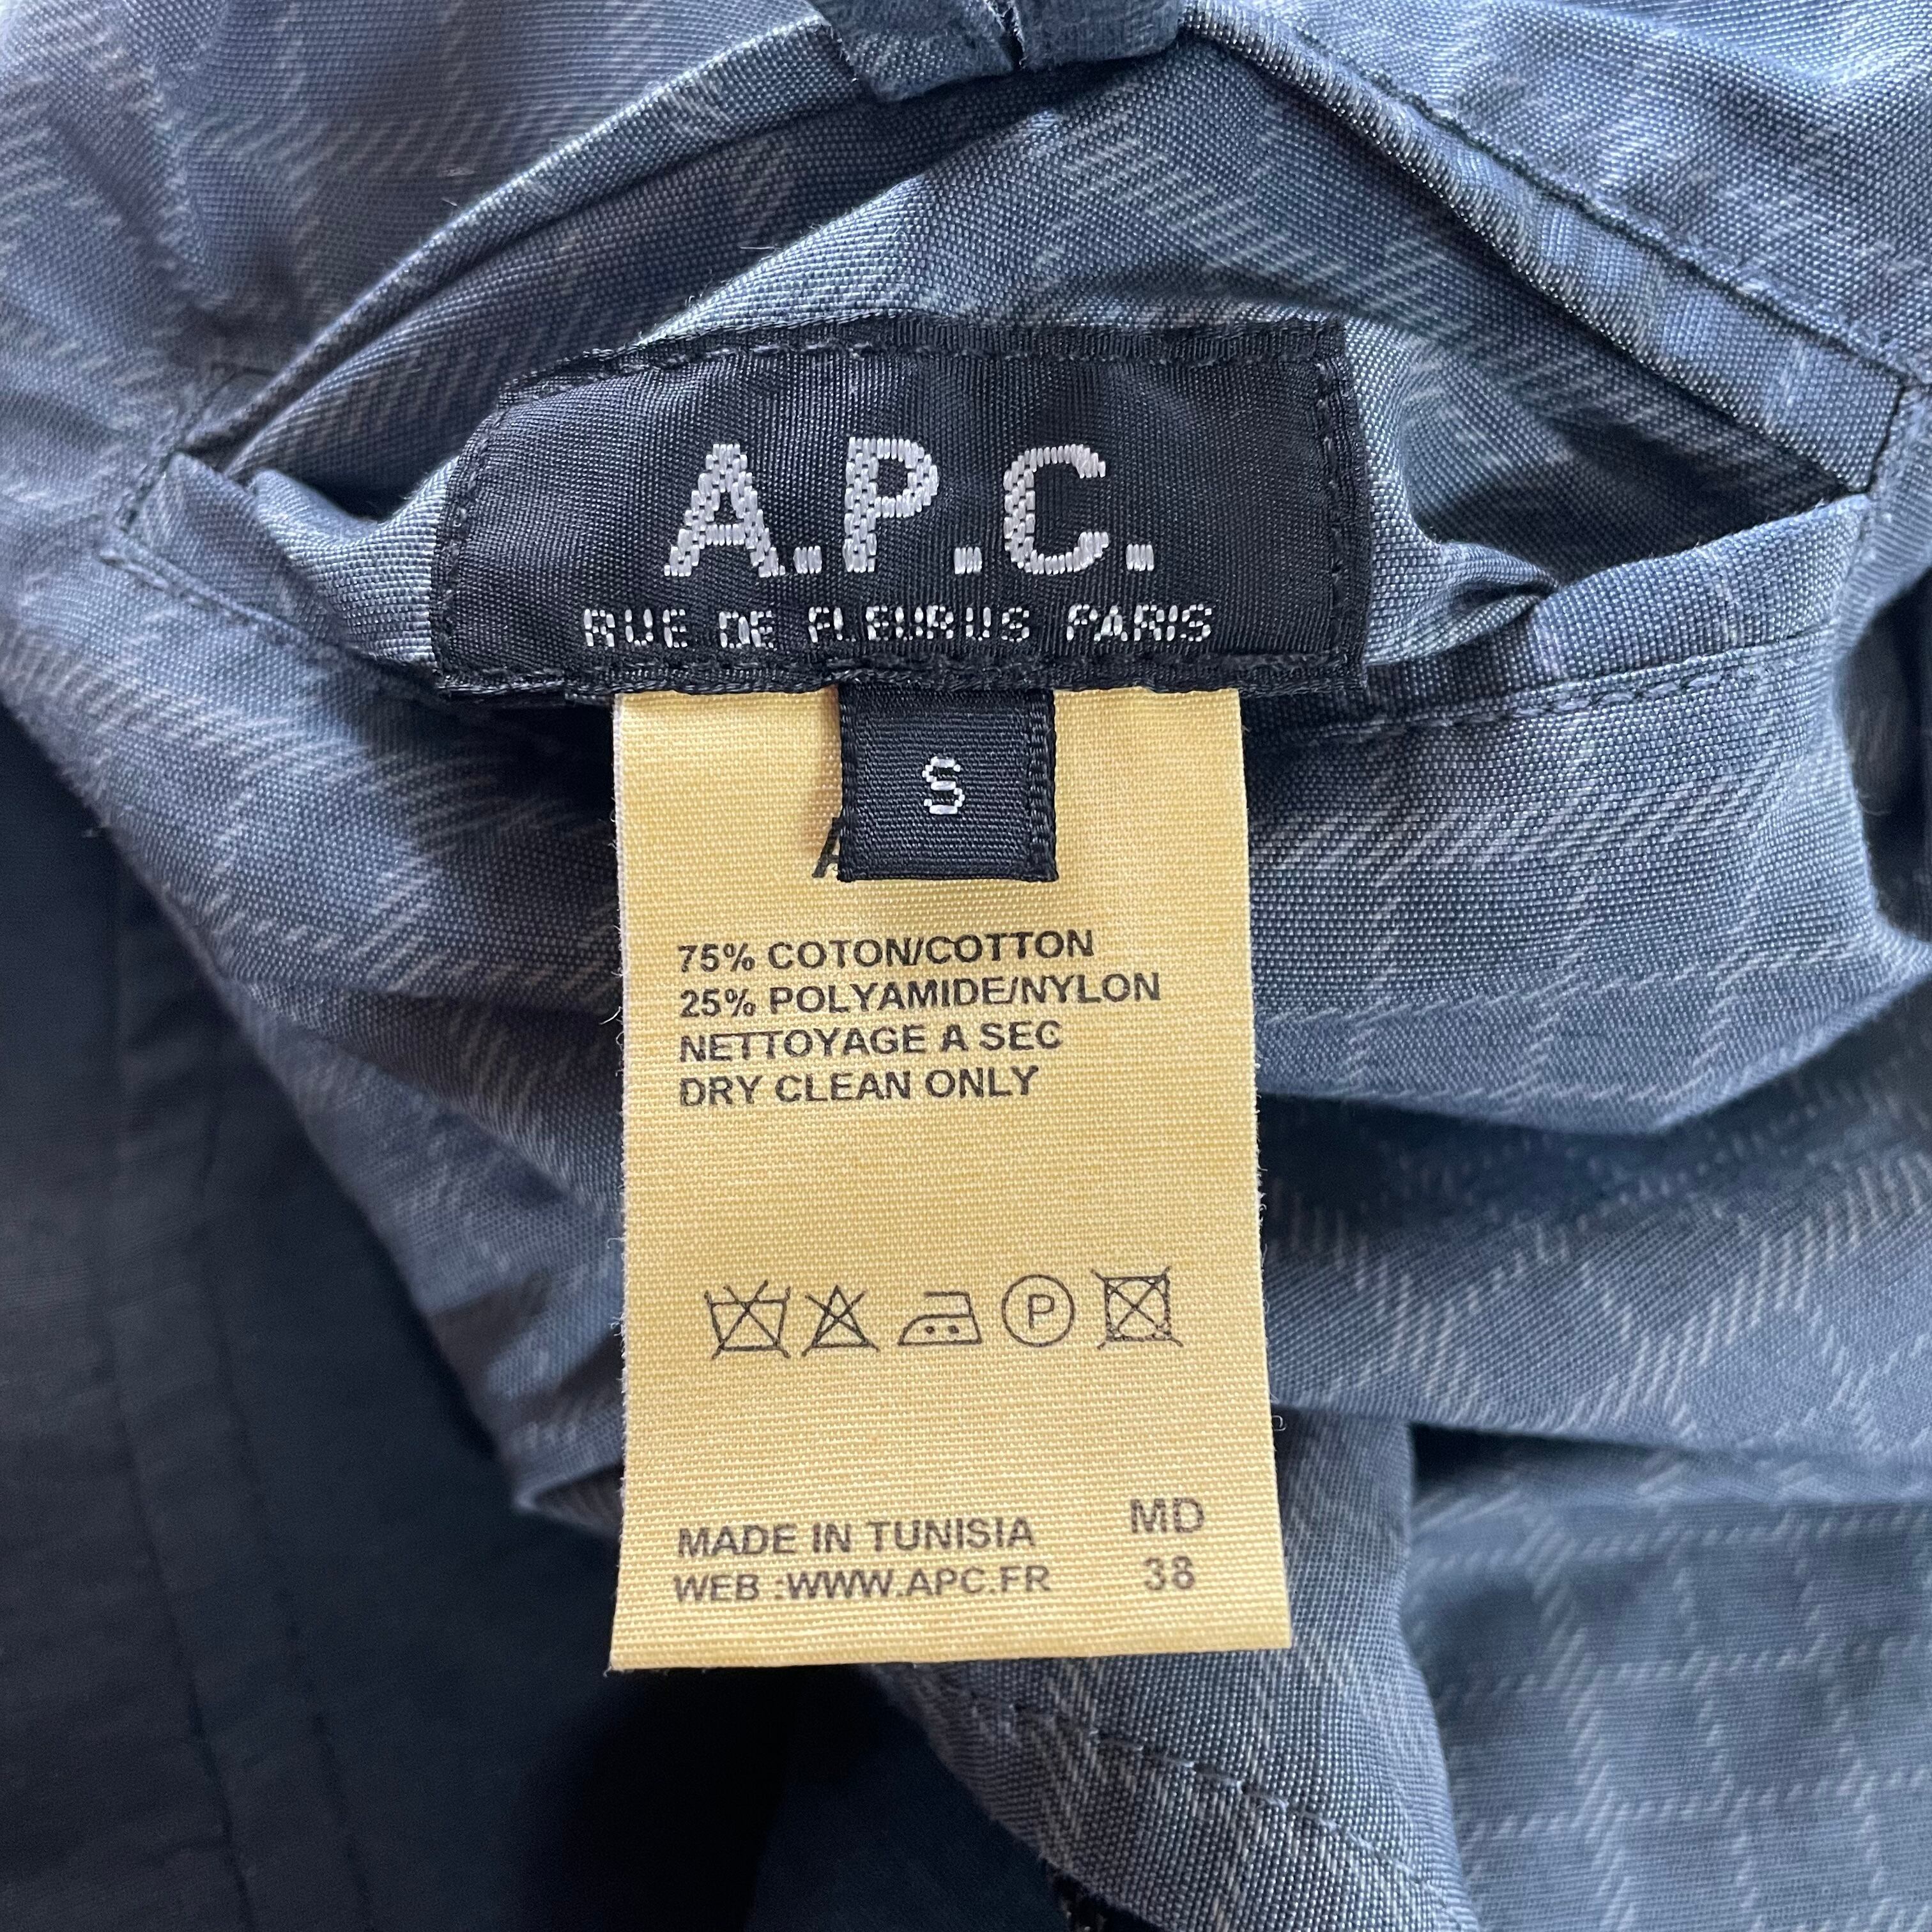 A.P.C.
RUE DE FLEURUS PARIS
S
75% COTON/COTTON
25% POLYAMIDE/NYLON
NETTOYAGE A SEC
DRY CLEAN ONLY
P
MADE IN TUNISIA MD
WEB :WWW.APC.FR 38